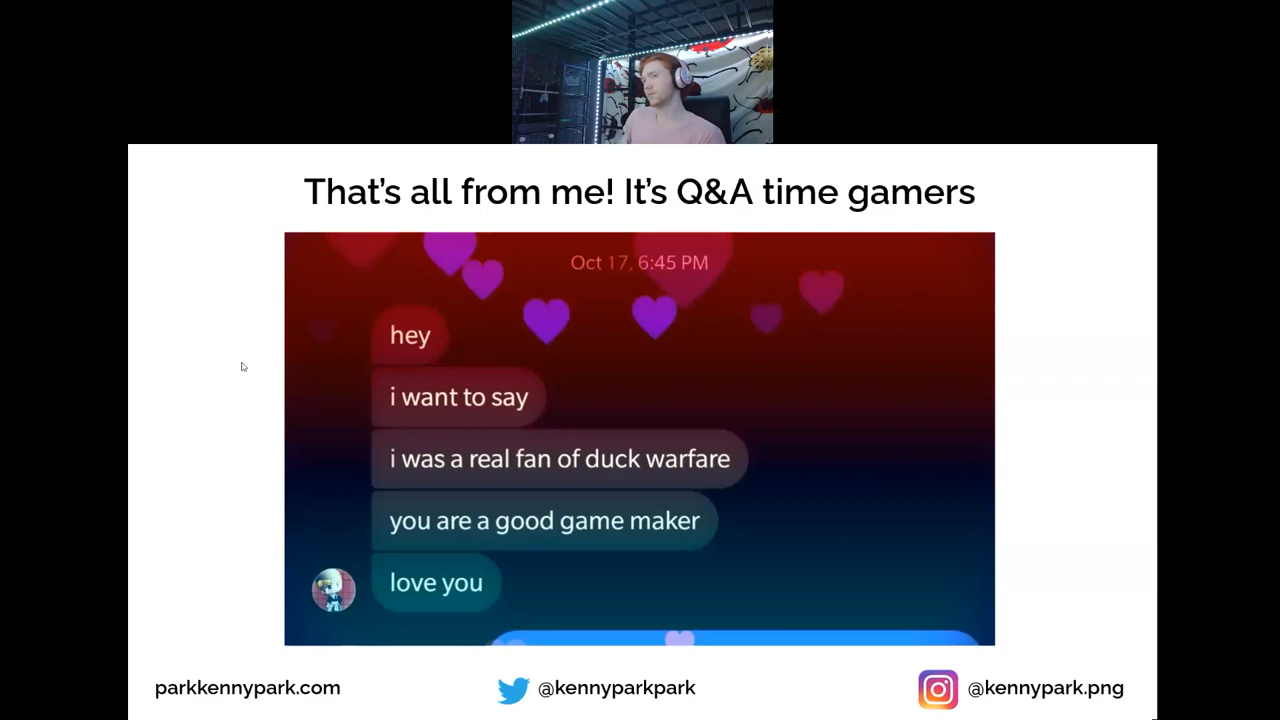 That's all from me! It's Q&A time gamers
Oct 17, 6:45 PM
hey
i want to say
i was a real fan of duck warfare
you are a good game maker
love you
parkkennypark.com
@kennyparkpark
@kennypark.png